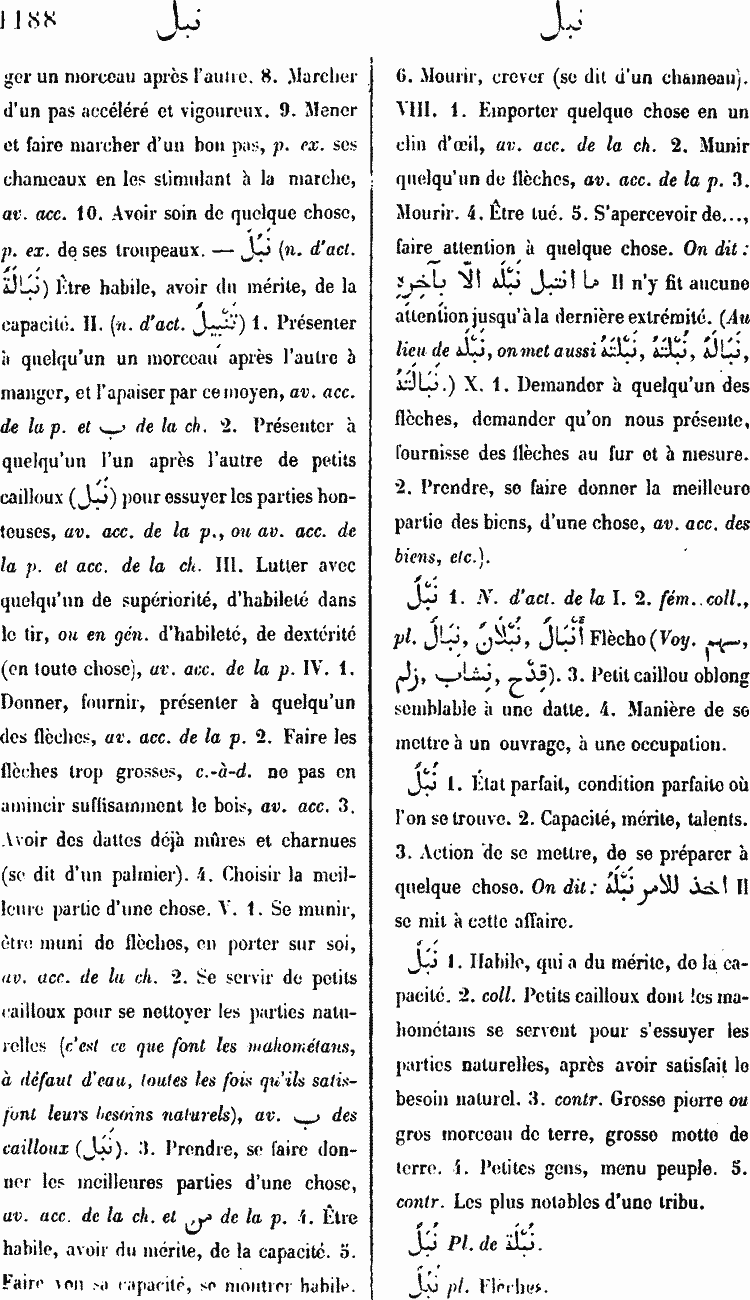 1188 نبل نبل
ger un morceau après l'autre. 8. Marcher
d'un pas accéléré et vigoureux. 9. Mener
et faire marcher d'un bon pas, p. ex. ses
chameaux en les stimulant à la marche,
av. acc. 10. Avoir soin de quelque chose,
p. ex. de ses troupeaux. — نَبُلَ (n. d'act.
نَبَالَةٌ) Être habile, avoir du mérite, de la
capacité. II. (n. d'act. تَنْبِيلٌ) 1. Présenter
à quelqu'un un morceau après l'autre à
manger, et l'apaiser par ce moyen, av. acc.
de la p. et ب de la ch. 2. Présenter à
quelqu'un l'un après l'autre de petits
cailloux (نُبَل) pour essuyer les parties hon-
teuses, av. acc. de la p., ou av. acc. de
la p. et acc. de la ch. III. Lutter avec
quelqu'un de supériorité, d'habileté dans
le tir, ou en gén. d'habileté, de dextérité
(en toute chose), av. acc. de la p. IV. 1.
Donner, fournir, présenter à quelqu'un
des flèches, av. acc. de la p. 2. Faire les
flèches trop grosses, c.-à-d. ne pas en
amincir suffisamment le bois, av. acc. 3.
Avoir des dattes déjà mûres et charnues
(se dit d'un palmier). 4. Choisir la meil-
leure partie d'une chose. V. 1. Se munir,
être muni de flèches, en porter sur soi,
av. acc. de la ch. 2. Se servir de petits
cailloux pour se nettoyer les parties natu-
relles (c'est ce que font les mahométans,
à défaut d'eau, toutes les fois qu'ils satis-
font leurs besoins naturels), av. ب des
cailloux (نُبَل). 3. Prendre, se faire don-
ner les meilleures parties d'une chose,
av. acc. de la ch. et من de la p. 4. Être
habile, avoir du mérite, de la capacité. 5.
Faire voir sa capacité, se montrer habile.
6. Mourir, crever (se dit d'un chameau).
VIII. 1. Emporter quelque chose en un
clin d'œil, av. acc. de la ch. 2. Munir
quelqu'un de flèches, av. acc. de la p. 3.
Mourir. 4. Être tué. 5. S'apercevoir de...,
faire attention à quelque chose. On dit :
ما انتبل نبله الّا بآخرة Il n'y fit aucune
attention jusqu'à la dernière extrémité. (Au
lieu de نَبْلَهُ, on met aussi نُبْلَتَهُ, نَبْلَتَهُ, نَبَالَهُ,
نَبَالَتَهُ.) X. 1. Demander à quelqu'un des
flèches, demander qu'on nous présente,
fournisse des flèches au fur et à mesure.
2. Prendre, se faire donner la meilleure
partie des biens, d'une chose, av. acc. des
biens, etc.).
نَبْلٌ 1. N. d'act. de la I. 2. fém. coll.,
pl. نِبَالٌ, نُبْلَانٌ, أَنْبَالٌ Flèche (Voy. سهم,
زلم, نشاب, قِدْح). 3. Petit caillou oblong
semblable à une datte. 4. Manière de se
mettre à un ouvrage, à une occupation.
نُبْلٌ 1. État parfait, condition parfaite où
l'on se trouve. 2. Capacité, mérite, talents.
3. Action de se mettre, de se préparer à
quelque chose. On dit : اخذ للامر نُبْلَهُ Il
se mit à cette affaire.
نَبَلٌ 1. Habile, qui a du mérite, de la ca-
pacité. 2. coll. Petits cailloux dont les ma-
hométans se servent pour s'essuyer les
parties naturelles, après avoir satisfait le
besoin naturel. 3. contr. Grosse pierre ou
gros morceau de terre, grosse motte de
terre. 4. Petites gens, menu peuple. 5.
contr. Les plus notables d'une tribu.
نُبَلٌ Pl. de نُبْلَة.
نُبُلٌ pl. Flèches.